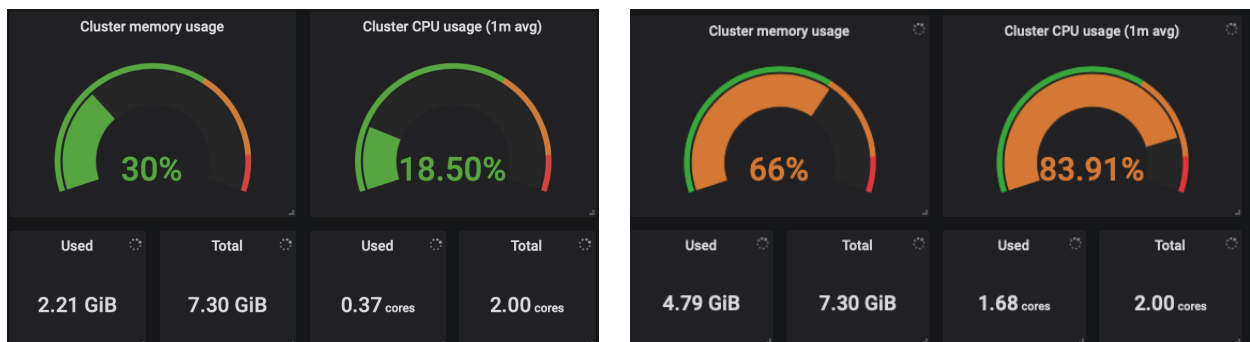 Cluster memory usage
Cluster CPU usage (1m avg)
30%
18.50%
Used
Total
Used
Total
2.21 GiB
7.30 GiB
0.37 cores
2.00 cores
Cluster memory usage
Cluster CPU usage (1m avg)
66%
83.91%
Used
Total
Used
Total
4.79 GiB
7.30 GiB
1.68 cores
2.00 cores